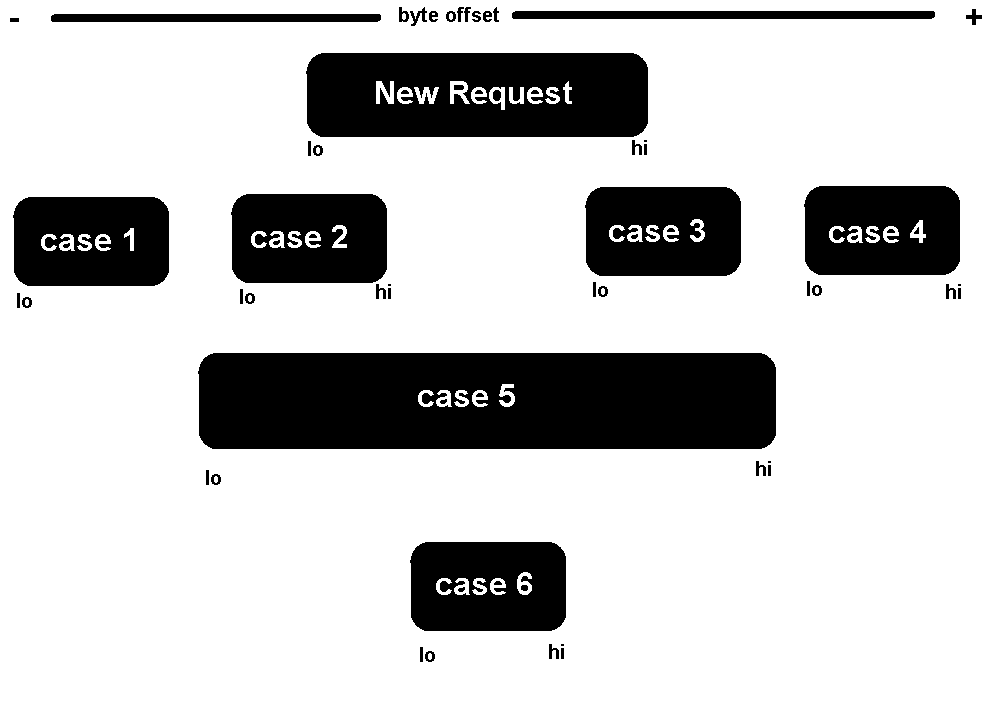 - byte offset +
New Request
lo hi
case 1 case 2 case 3 case 4
lo lo hi lo lo hi
case 5
lo hi
case 6
lo hi